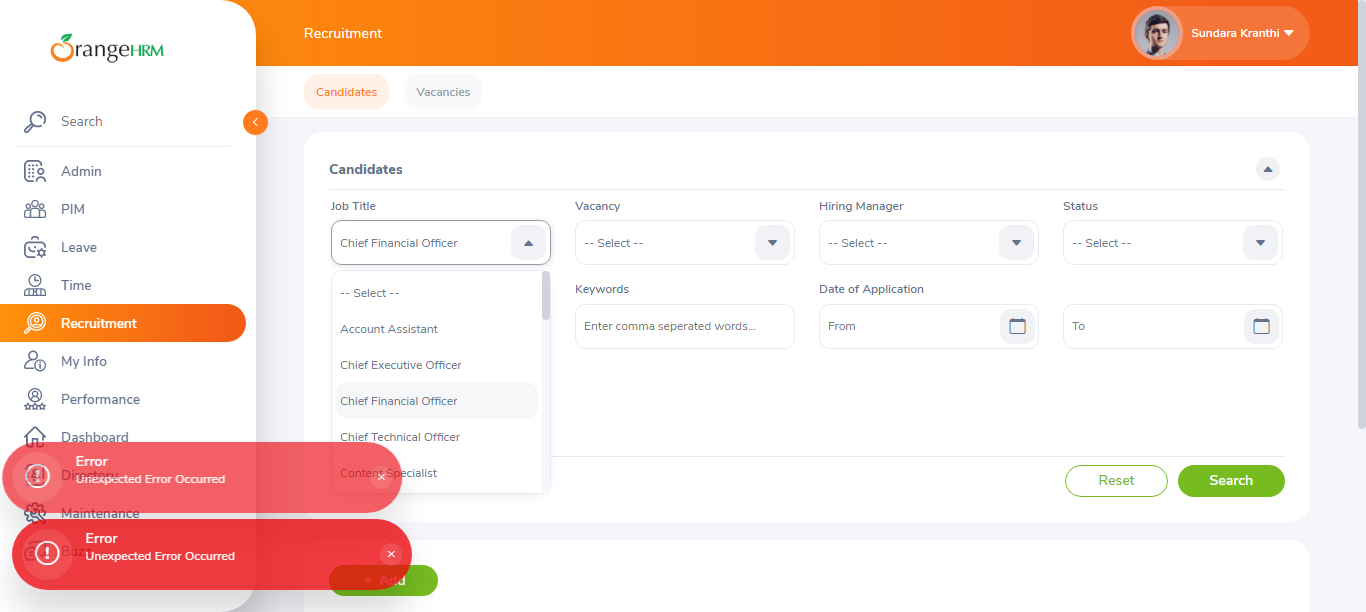 OrangeHRM
Recruitment
Sundara Kranthi
Candidates
Vacancies
Search
Admin
PIM
Leave
Time
Recruitment
My Info
Performance
Dashboard
Directory
Maintenance
Buzz
Candidates
Job Title
Vacancy
Hiring Manager
Status
Chief Financial Officer
-- Select --
-- Select --
-- Select --
-- Select --
Account Assistant
Chief Executive Officer
Chief Financial Officer
Chief Technical Officer
Content Specialist
Keywords
Date of Application
Enter comma seperated words...
From
To
Reset
Search
Error
Unexpected Error Occurred
Error
Unexpected Error Occurred
+ Add